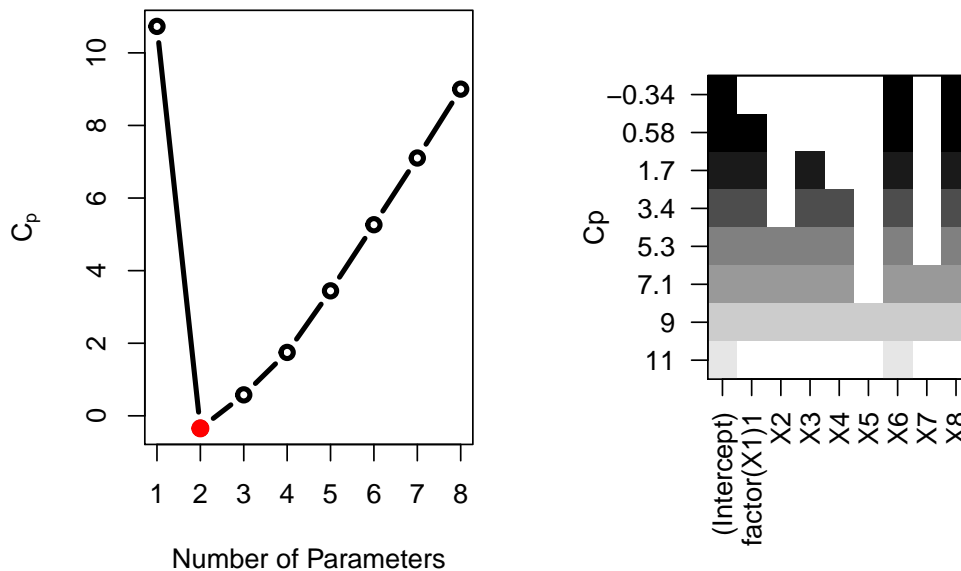 10
8
6
4
2
0
Cp
1 2 3 4 5 6 7 8
Number of Parameters
−0.34
0.58
1.7
3.4
5.3
7.1
9
11
Cp
(Intercept)
factor(X1)1
X2
X3
X4
X5
X6
X7
X8